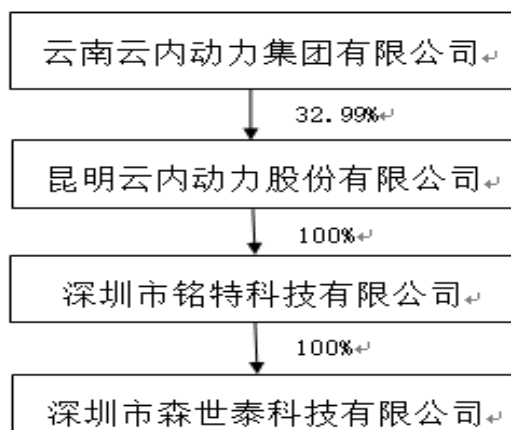 云南云内动力集团有限公司
32.99%
昆明云内动力股份有限公司
100%
深圳市铭特科技有限公司
100%
深圳市森世泰科技有限公司